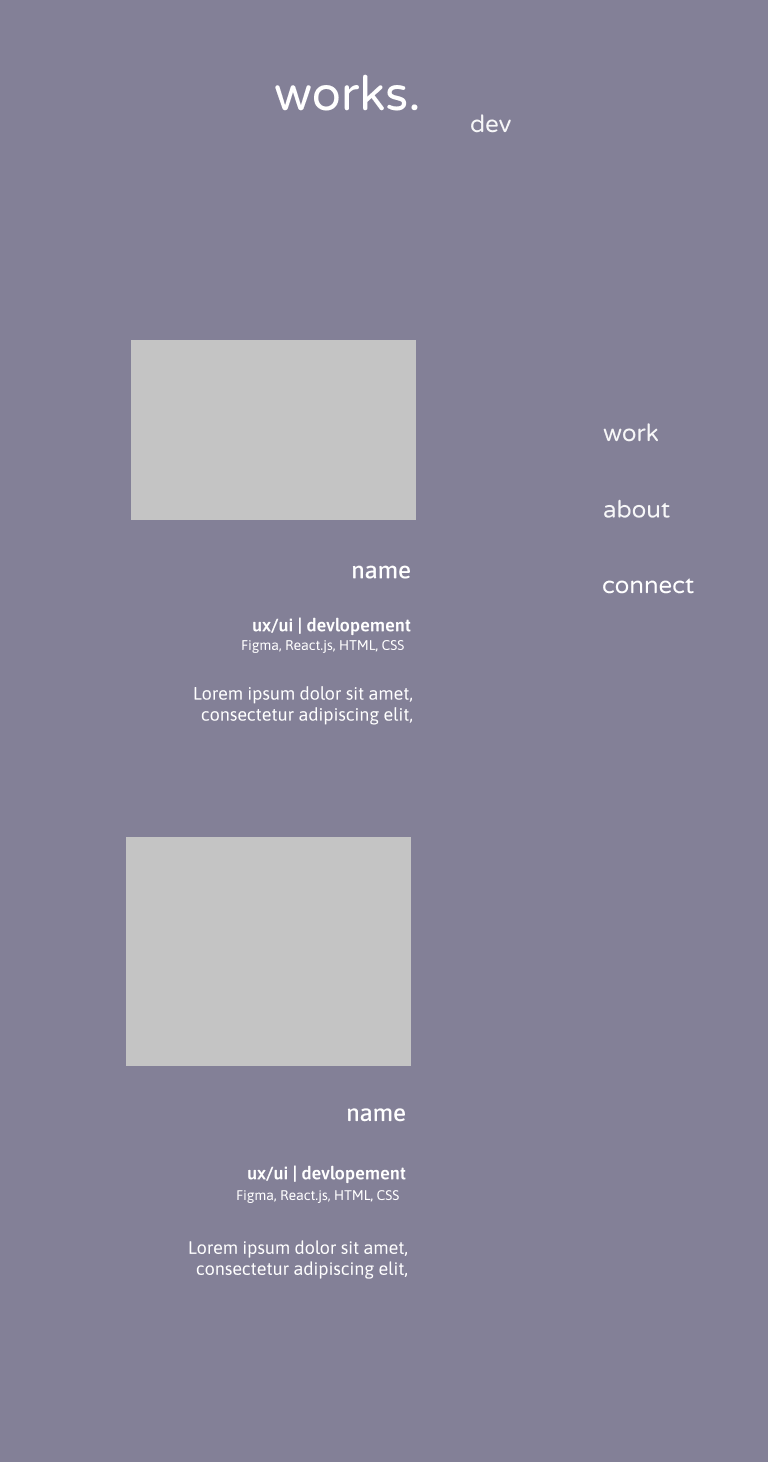 works.
dev
work
about
connect
name
ux/ui | devlopement
Figma, React.js, HTML, CSS
Lorem ipsum dolor sit amet,
consectetur adipiscing elit,
name
ux/ui | devlopement
Figma, React.js, HTML, CSS
Lorem ipsum dolor sit amet,
consectetur adipiscing elit,